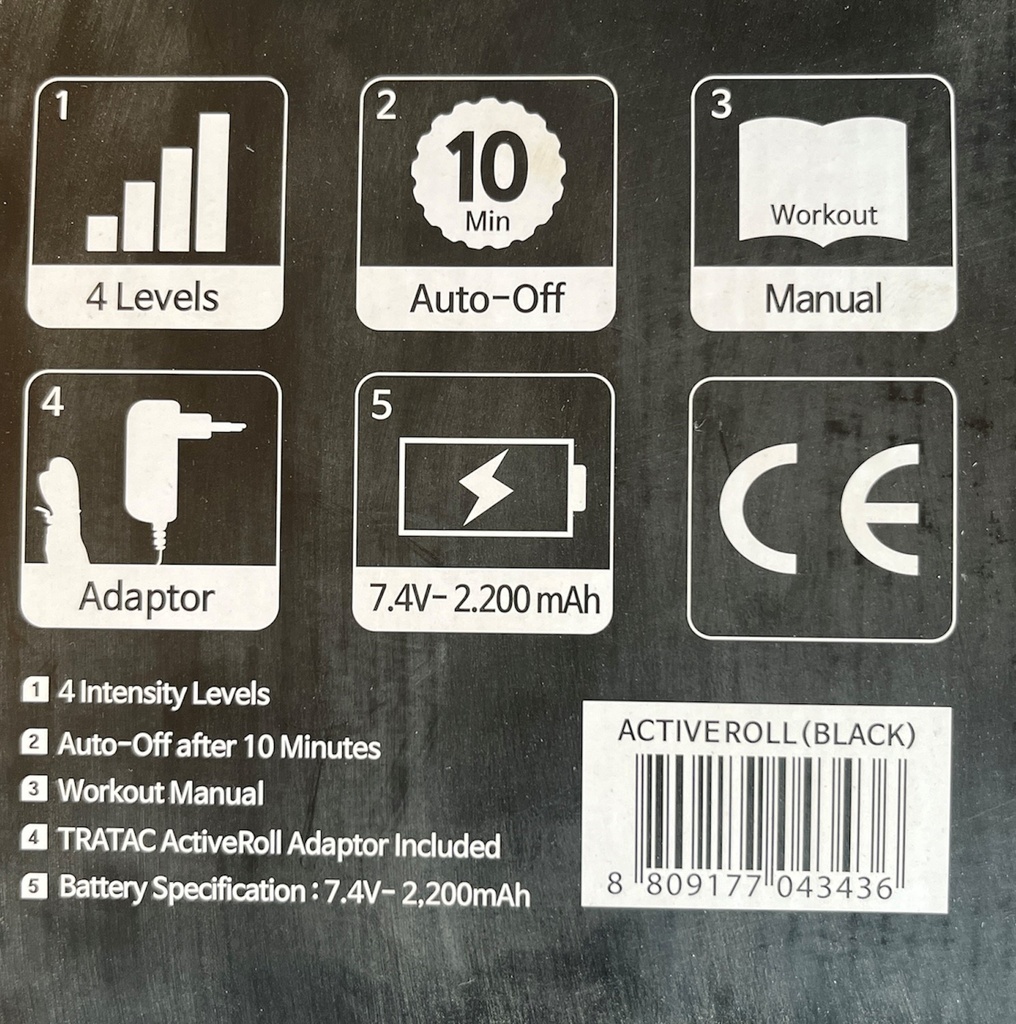 1
4 Levels
2
10
Min
Auto-Off
3
Workout
Manual
4
Adaptor
5
7.4V- 2.200 mAh
CE
1 4 Intensity Levels
2 Auto-Off after 10 Minutes
3 Workout Manual
4 TRATAC ActiveRoll Adaptor Included
5 Battery Specification : 7.4V- 2,200mAh
ACTIVEROLL(BLACK)
8 809177 043436